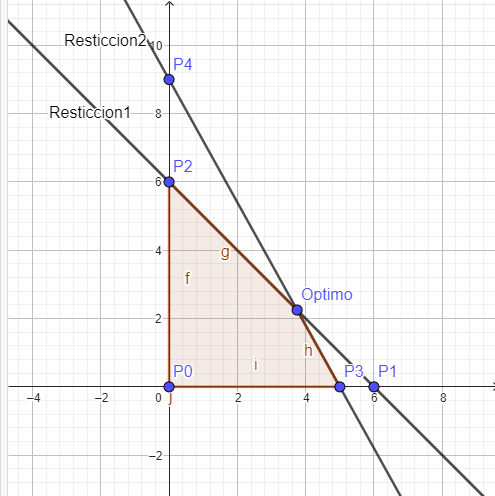 Resticcion2
10
P4
Resticcion1
8
P2
6
g
4
f
Optimo
2
h
i
P0
P3
P1
−4
−2
0
2
4
6
8
j
−2